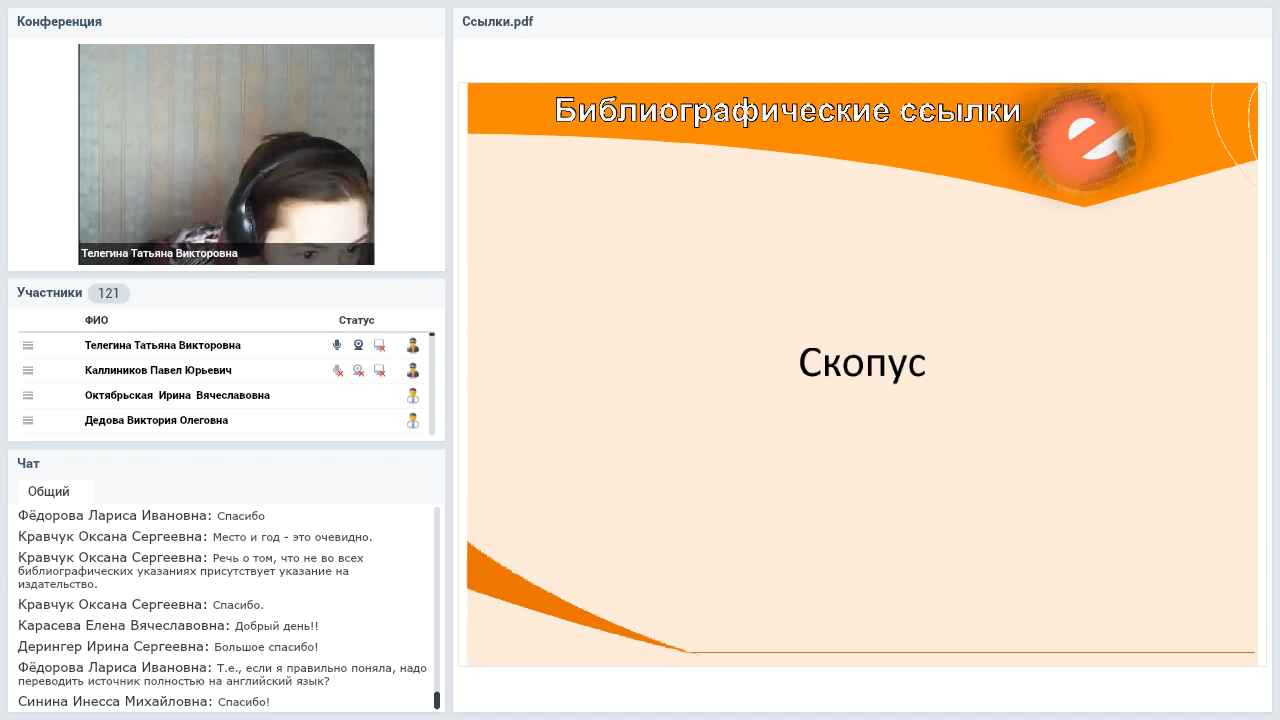 Конференция
Телегина Татьяна Викторовна
Участники 121
ФИО Статус
Телегина Татьяна Викторовна
Каллиников Павел Юрьевич
Октябрьская Ирина Вячеславовна
Дедова Виктория Олеговна
Чат
Общий
Фёдорова Лариса Ивановна: Спасибо
Кравчук Оксана Сергеевна: Место и год - это очевидно.
Кравчук Оксана Сергеевна: Речь о том, что не во всех
библиографических указаниях присутствует указание на
издательство.
Кравчук Оксана Сергеевна: Спасибо.
Карасева Елена Вячеславовна: Добрый день!!
Дерингер Ирина Сергеевна: Большое спасибо!
Фёдорова Лариса Ивановна: Т.е., если я правильно поняла, надо
переводить источник полностью на английский язык?
Синина Инесса Михайловна: Спасибо!
Ссылки.pdf
Библиографические ссылки
Скопус